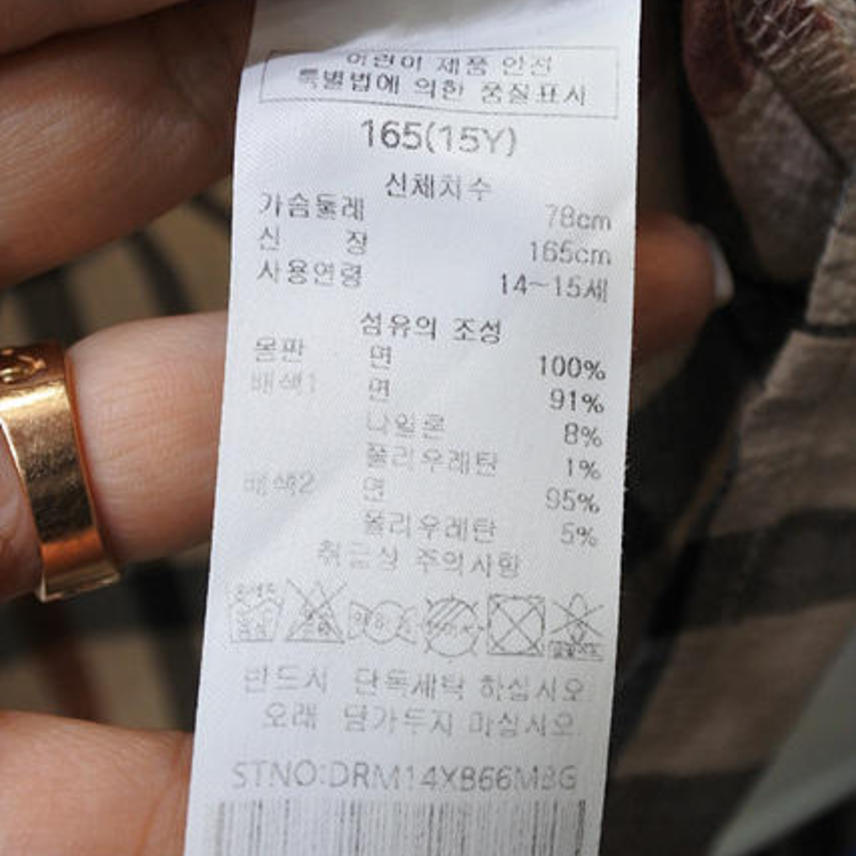 어린이 제품 안전
특별법에 의한 품질표시
165(15Y)
신체치수
가슴둘레 78cm
신 장 165cm
사용연령 14~15세
섬유의 조성
몸판 면 100%
배색1 면 91%
나일론 8%
폴리우레탄 1%
배색2 면 95%
폴리우레탄 5%
취급상 주의사항
반드시 단독세탁 하십시오
오래 담가두지 마십시오
STNO:DRM14XB66MBG